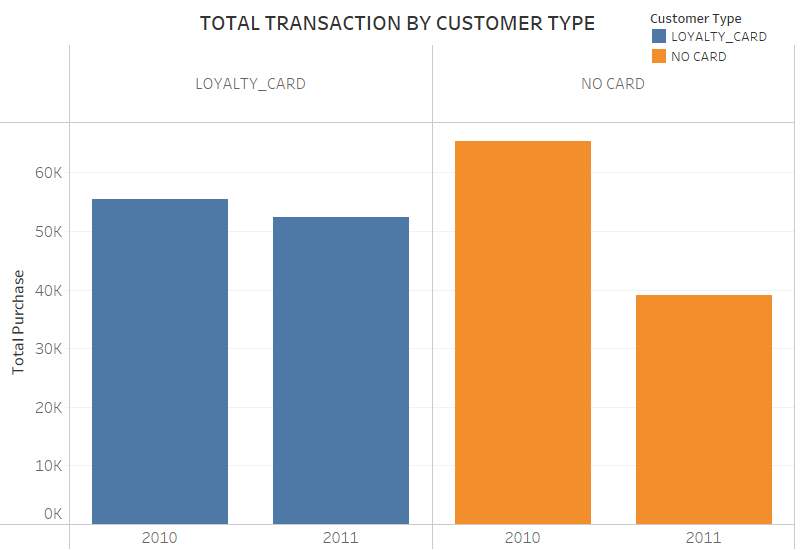 TOTAL TRANSACTION BY CUSTOMER TYPE
Customer Type
LOYALTY_CARD
NO CARD
LOYALTY_CARD
NO CARD
Total Purchase
60K
50K
40K
30K
20K
10K
0K
2010
2011
2010
2011